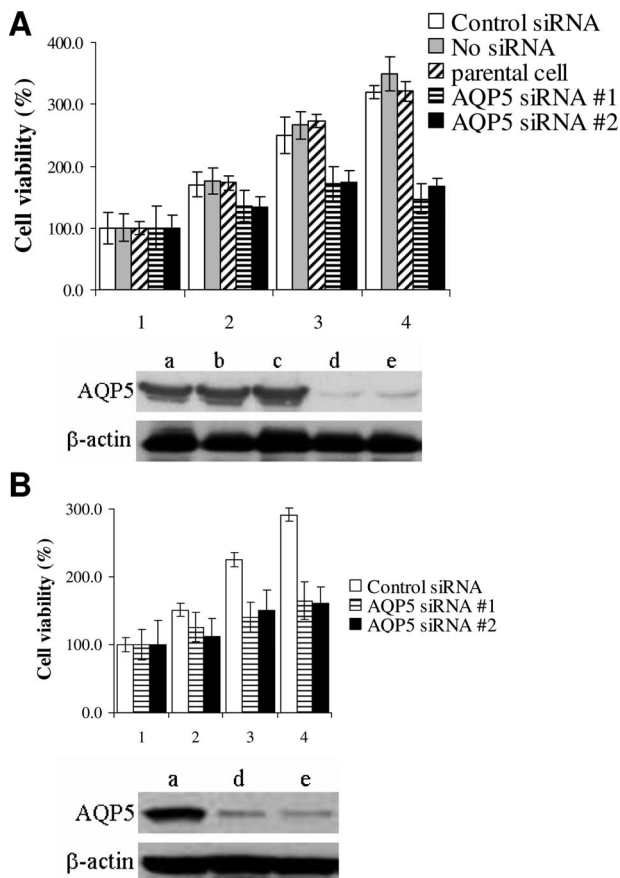 A
Control siRNA
No siRNA
parental cell
AQP5 siRNA #1
AQP5 siRNA #2
Cell viability (%)
400.0
300.0
200.0
100.0
0.0
1 2 3 4
a b c d e
AQP5
β-actin
B
Cell viability (%)
300.0
200.0
100.0
0.0
Control siRNA
AQP5 siRNA #1
AQP5 siRNA #2
1 2 3 4
a d e
AQP5
β-actin